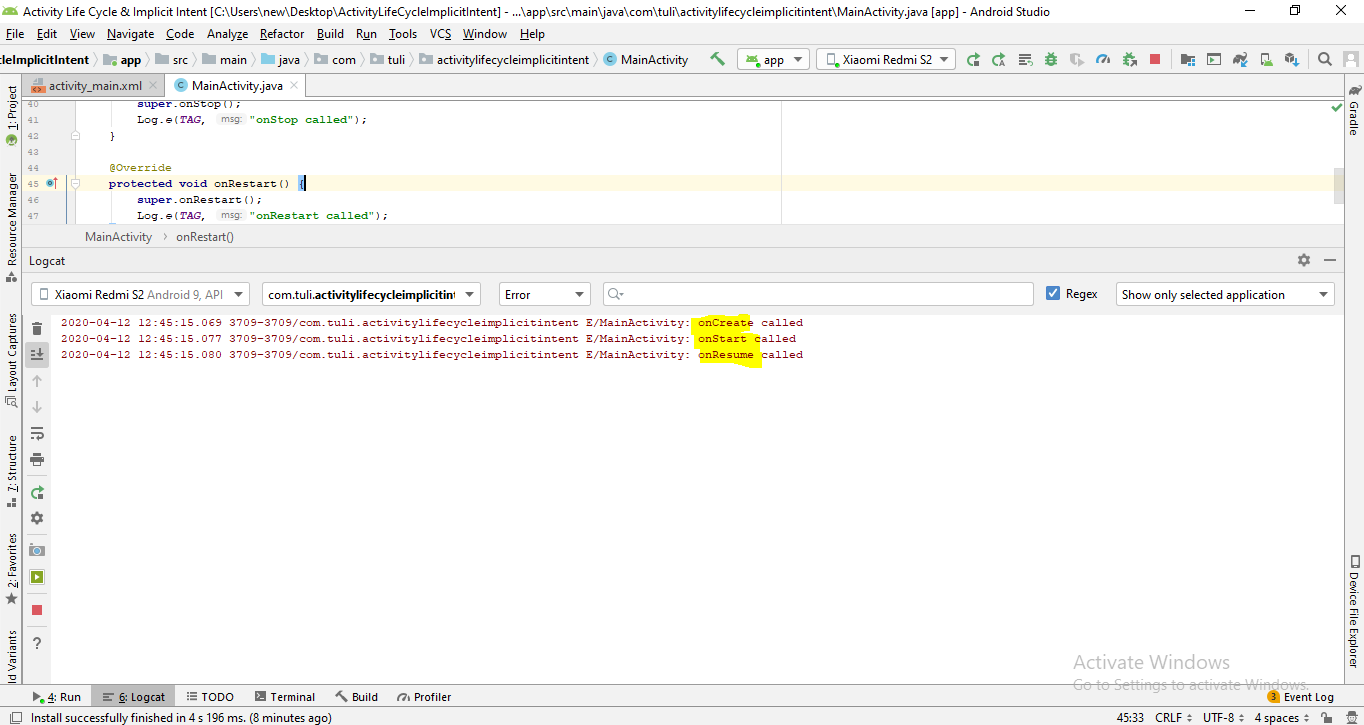 Activity Life Cycle & Implicit Intent [C:\Users\new\Desktop\ActivityLifeCycleImplicitIntent] - ...\app\src\main\java\com\tuli\activitylifecycleimplicitintent\MainActivity.java [app] - Android Studio
File Edit View Navigate Code Analyze Refactor Build Run Tools VCS Window Help
cleImplicitIntent app src main java com tuli activitylifecycleimplicitintent MainActivity app Xiaomi Redmi S2
activity_main.xml MainActivity.java
40 super.onStop();
41 Log.e(TAG, msg: "onStop called");
42 }
43
44 @Override
45 protected void onRestart() {
46 super.onRestart();
47 Log.e(TAG, msg: "onRestart called");
MainActivity onRestart()
Logcat
Xiaomi Redmi S2 Android 9, API com.tuli.activitylifecycleimplicitint Error Regex Show only selected application
2020-04-12 12:45:15.069 3709-3709/com.tuli.activitylifecycleimplicitintent E/MainActivity: onCreate called
2020-04-12 12:45:15.077 3709-3709/com.tuli.activitylifecycleimplicitintent E/MainActivity: onStart called
2020-04-12 12:45:15.080 3709-3709/com.tuli.activitylifecycleimplicitintent E/MainActivity: onResume called
1: Project
Resource Manager
Layout Captures
7: Structure
2: Favorites
ld Variants
Gradle
Device File Explorer
Activate Windows
Go to Settings to activate Windows.
4: Run 6: Logcat TODO Terminal Build Profiler 3 Event Log
Install successfully finished in 4 s 196 ms. (8 minutes ago) 45:33 CRLF UTF-8 4 spaces